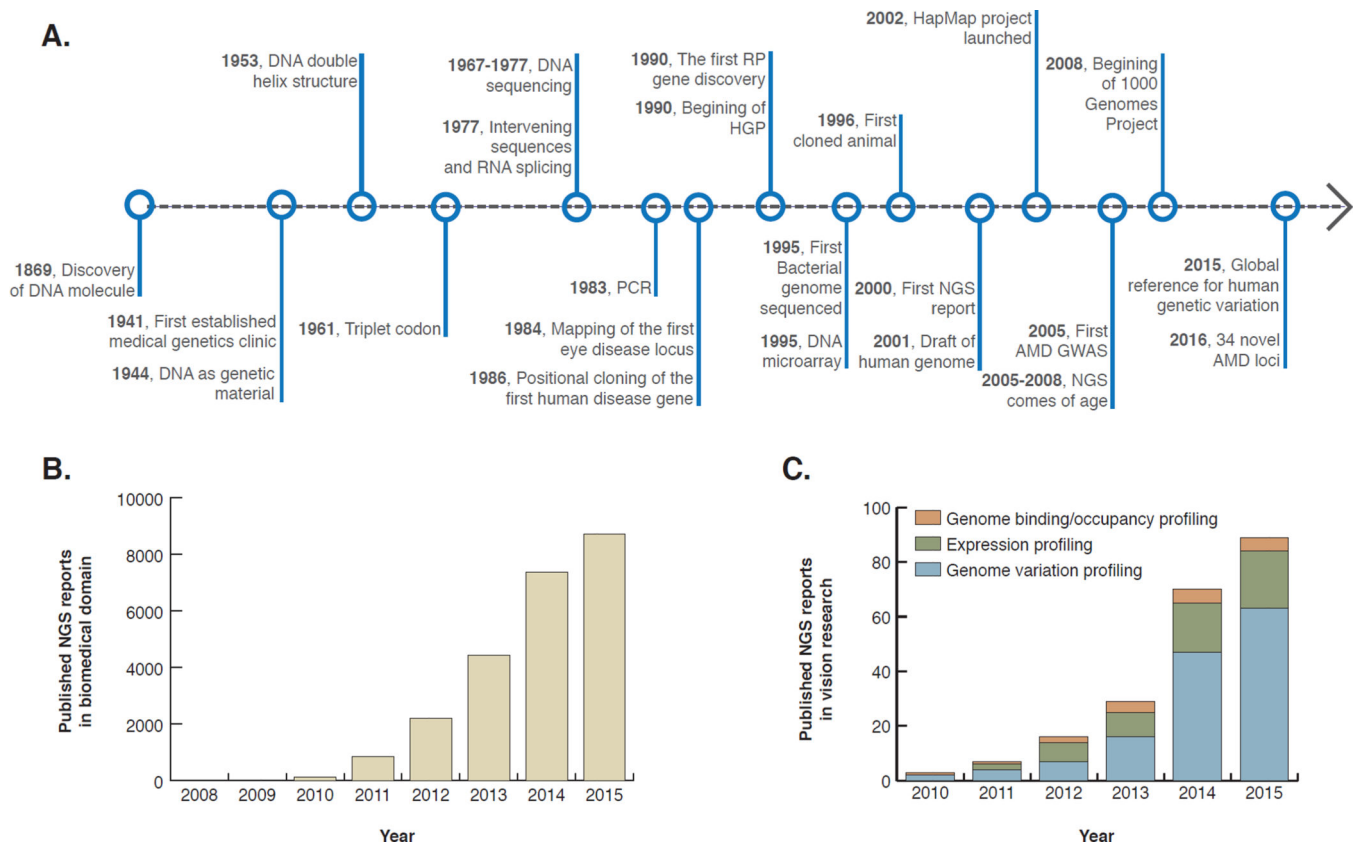 A.
1869, Discovery
of DNA molecule
1941, First established
medical genetics clinic
1944, DNA as genetic
material
1953, DNA double
helix structure
1961, Triplet codon
1967-1977, DNA
sequencing
1977, Intervening
sequences
and RNA splicing
1983, PCR
1984, Mapping of the first
eye disease locus
1986, Positional cloning of the
first human disease gene
1990, The first RP
gene discovery
1990, Begining of
HGP
1995, First
Bacterial
genome
sequenced
1995, DNA
microarray
1996, First
cloned animal
2000, First NGS
report
2001, Draft of
human genome
2002, HapMap project
launched
2005, First
AMD GWAS
2005-2008, NGS
comes of age
2008, Begining
of 1000
Genomes
Project
2015, Global
reference for human
genetic variation
2016, 34 novel
AMD loci
B.
Published NGS reports
in biomedical domain
10000
8000
6000
4000
2000
0
2008 2009 2010 2011 2012 2013 2014 2015
Year
C.
Published NGS reports
in vision research
100
80
60
40
20
0
Genome binding/occupancy profiling
Expression profiling
Genome variation profiling
2010 2011 2012 2013 2014 2015
Year